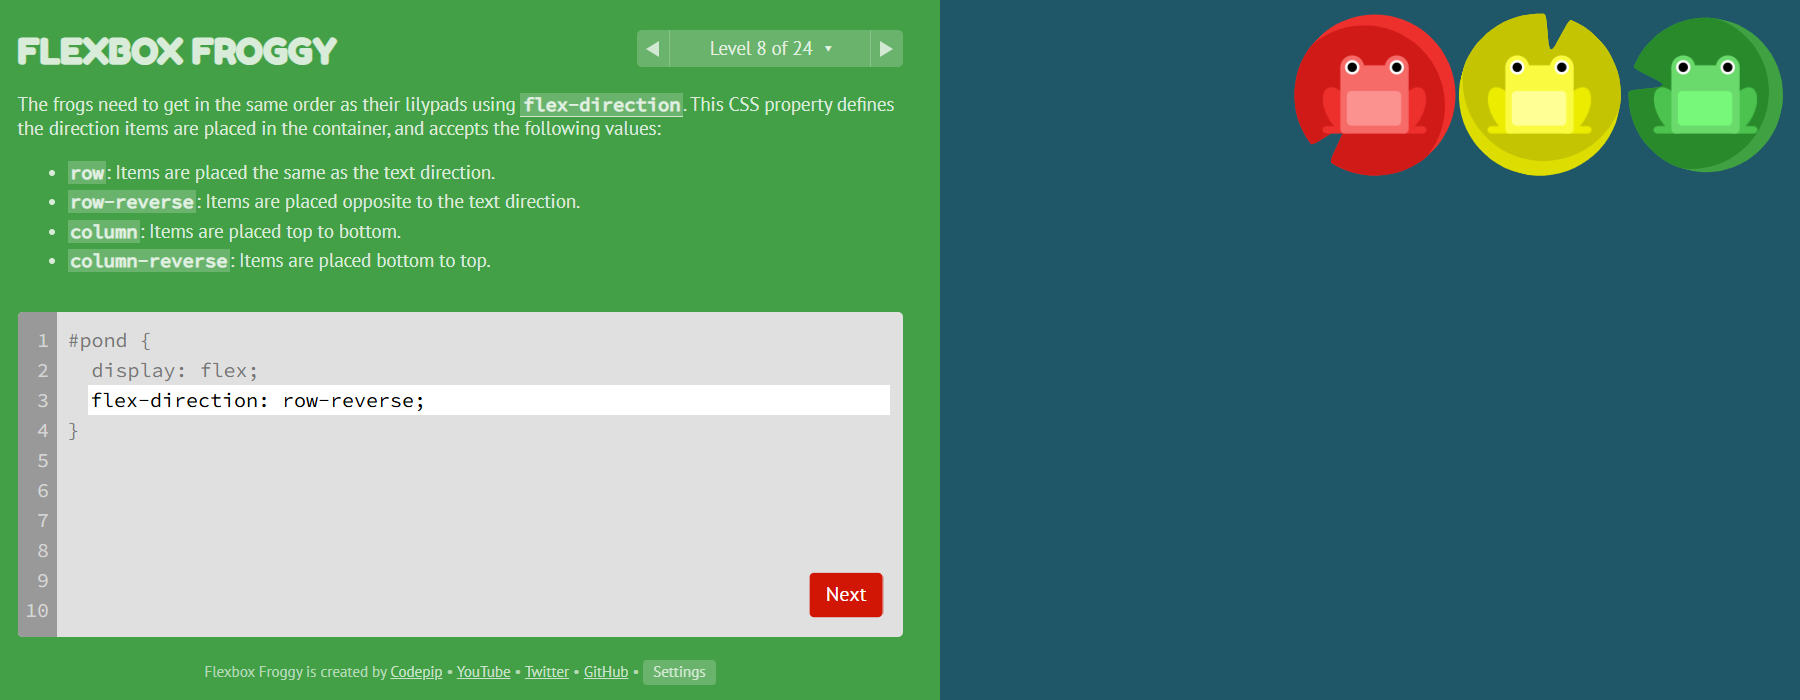 FLEXBOX FROGGY
◀ Level 8 of 24 ▼ ▶
The frogs need to get in the same order as their lilypads using flex-direction. This CSS property defines
the direction items are placed in the container, and accepts the following values:
• row: Items are placed the same as the text direction.
• row-reverse: Items are placed opposite to the text direction.
• column: Items are placed top to bottom.
• column-reverse: Items are placed bottom to top.
1 #pond {
2 display: flex;
3 flex-direction: row-reverse;
4 }
5
6
7
8
9
10
Next
Flexbox Froggy is created by Codepip • YouTube • Twitter • GitHub • Settings